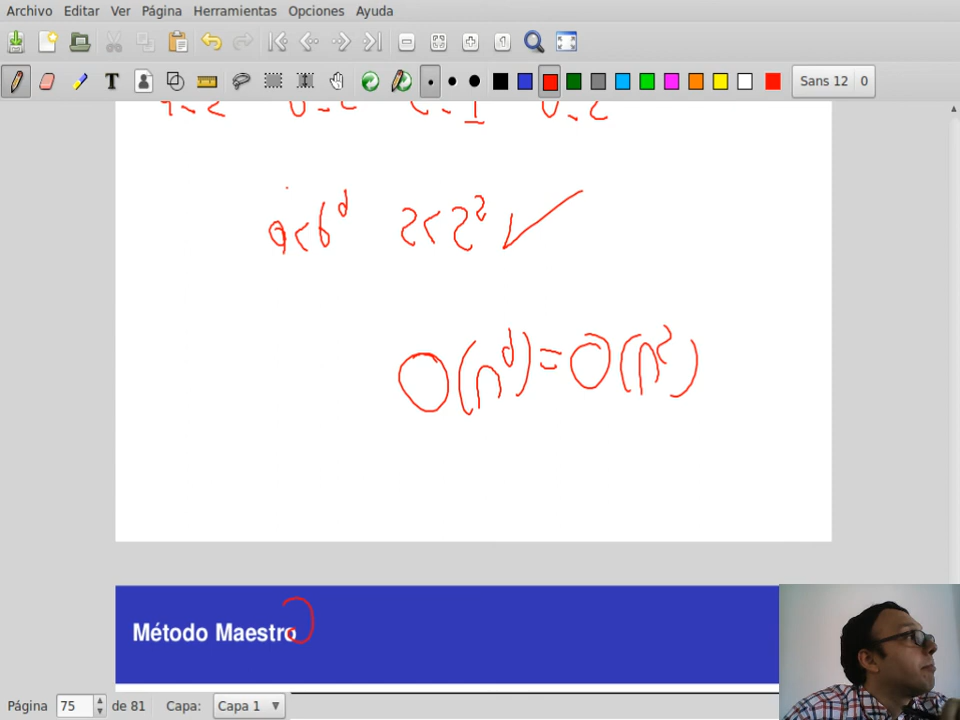 Archivo Editar Ver Página Herramientas Opciones Ayuda
T Sans 12 0
a<b^d 2<2^2 ✓
O(n^d)=O(n^2)
Método Maestro
Página 75 de 81 Capa: Capa 1